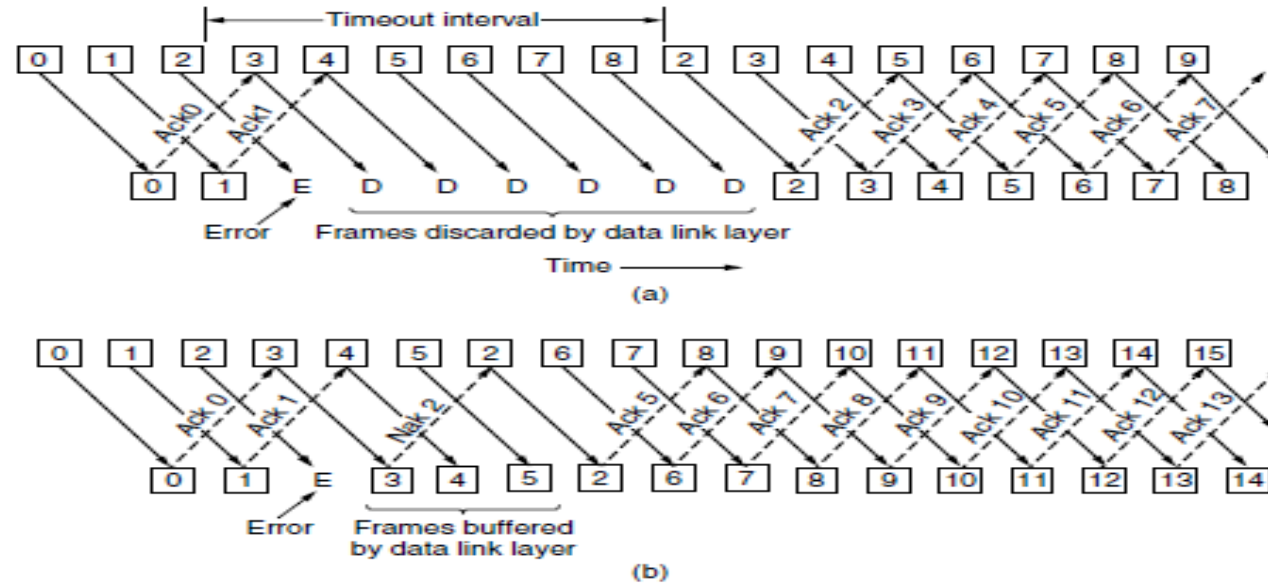 Timeout interval
0 1 2 3 4 5 6 7 8 2 3 4 5 6 7 8 9
Ack0 Ack1 Ack 2 Ack 3 Ack 4 Ack 5 Ack 6 Ack 7
0 1 E D D D D D D 2 3 4 5 6 7 8
Error Frames discarded by data link layer
Time
(a)
0 1 2 3 4 5 2 6 7 8 9 10 11 12 13 14 15
Ack 0 Ack 1 Nak 2 Ack 5 Ack 6 Ack 7 Ack 8 Ack 9 Ack 10 Ack 11 Ack 12 Ack 13
0 1 E 3 4 5 2 6 7 8 9 10 11 12 13 14
Error Frames buffered
by data link layer
(b)